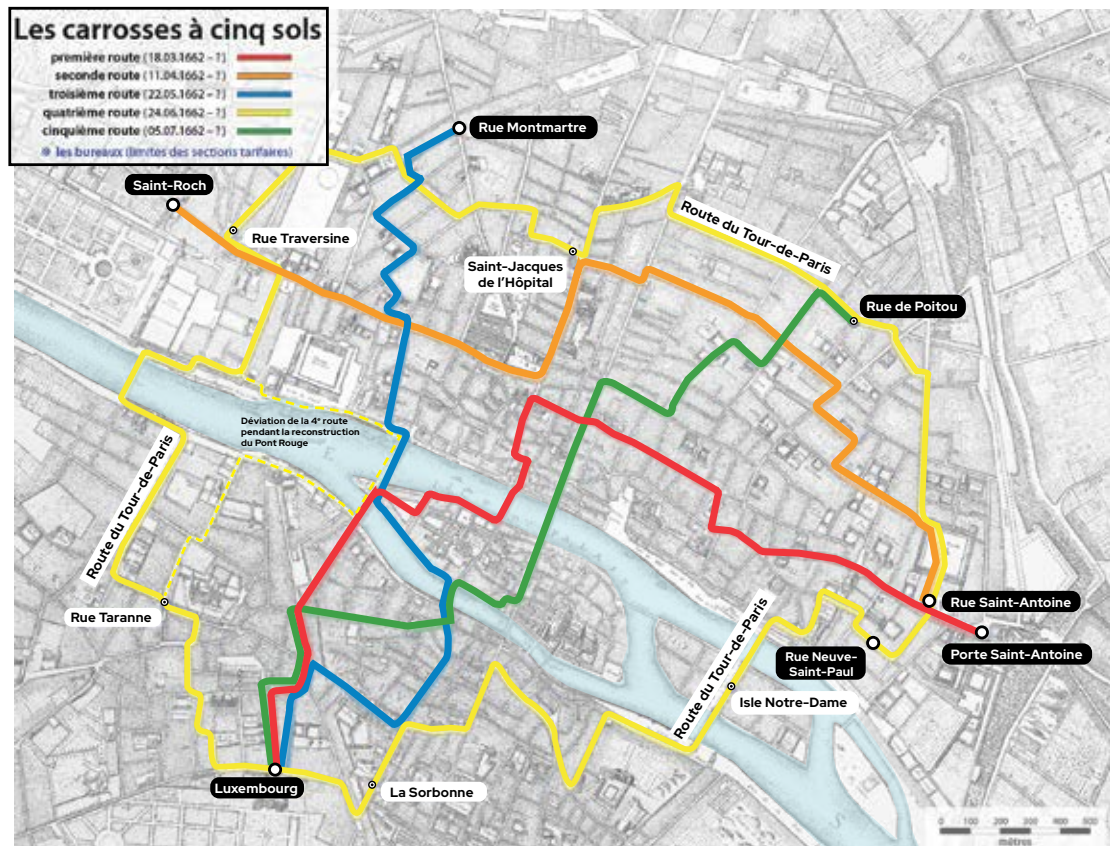 Les carrosses à cinq sols
première route (18.03.1662 – ?)
seconde route (11.04.1662 – ?)
troisième route (22.05.1662 – ?)
quatrième route (24.06.1662 – ?)
cinquième route (05.07.1662 – ?)
les bureaux (limites des sections tarifaires)
Rue Montmartre
Saint-Roch
Rue Traversine
Saint-Jacques
de l'Hôpital
Route du Tour-de-Paris
Rue de Poitou
Déviation de la 4e route
pendant la reconstruction
du Pont Rouge
Route du Tour-de-Paris
Rue Taranne
Luxembourg
La Sorbonne
Route du Tour-de-Paris
Isle Notre-Dame
Rue Neuve-
Saint-Paul
Rue Saint-Antoine
Porte Saint-Antoine
0 100 200 300 400 500
mètres